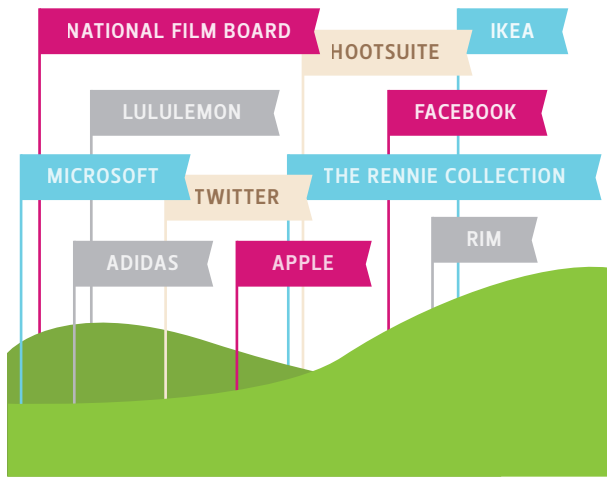 NATIONAL FILM BOARD
HOOTSUITE
IKEA
LULULEMON
FACEBOOK
MICROSOFT
TWITTER
THE RENNIE COLLECTION
ADIDAS
APPLE
RIM